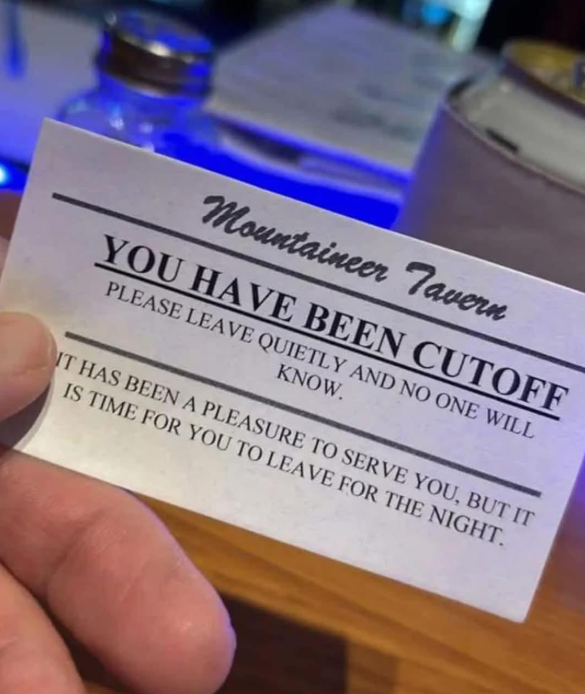 Mountaineer Tavern
YOU HAVE BEEN CUTOFF
PLEASE LEAVE QUIETLY AND NO ONE WILL
KNOW.
IT HAS BEEN A PLEASURE TO SERVE YOU, BUT IT
IS TIME FOR YOU TO LEAVE FOR THE NIGHT.